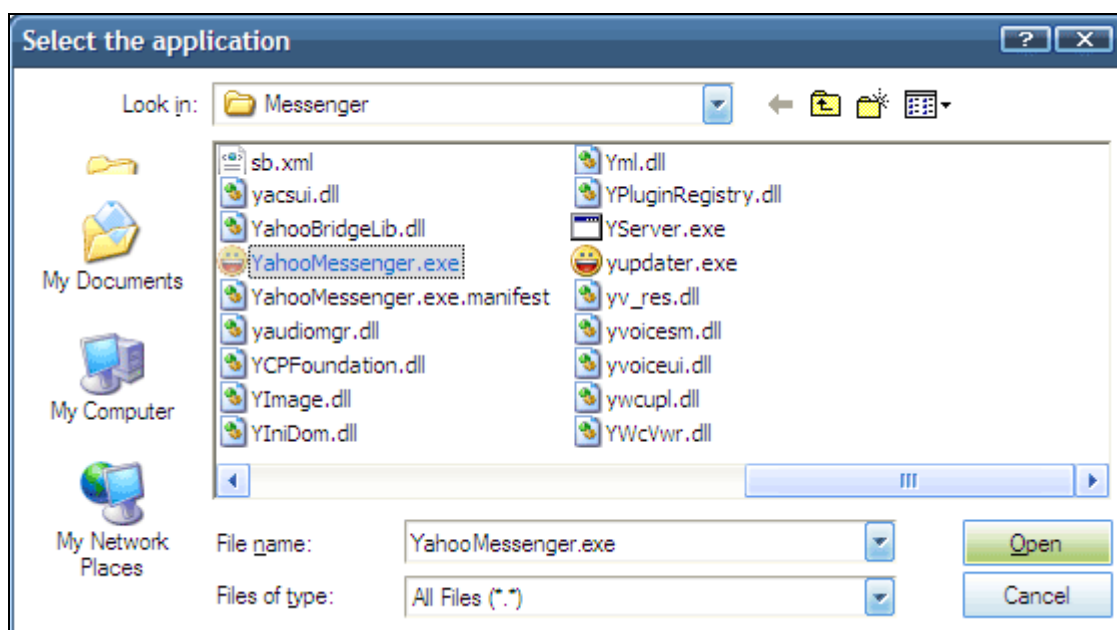 Select the application
Look in:
Messenger
My Documents
My Computer
My Network
Places
sb.xml
yacsui.dll
YahooBridgeLib.dll
YahooMessenger.exe
YahooMessenger.exe.manifest
yaudiomgr.dll
YCPFoundation.dll
YImage.dll
YIniDom.dll
Yml.dll
YPluginRegistry.dll
YServer.exe
yupdater.exe
yv_res.dll
yvoicesm.dll
yvoiceui.dll
ywcupl.dll
YWcVwr.dll
File name:
YahooMessenger.exe
Open
Files of type:
All Files (*.*)
Cancel